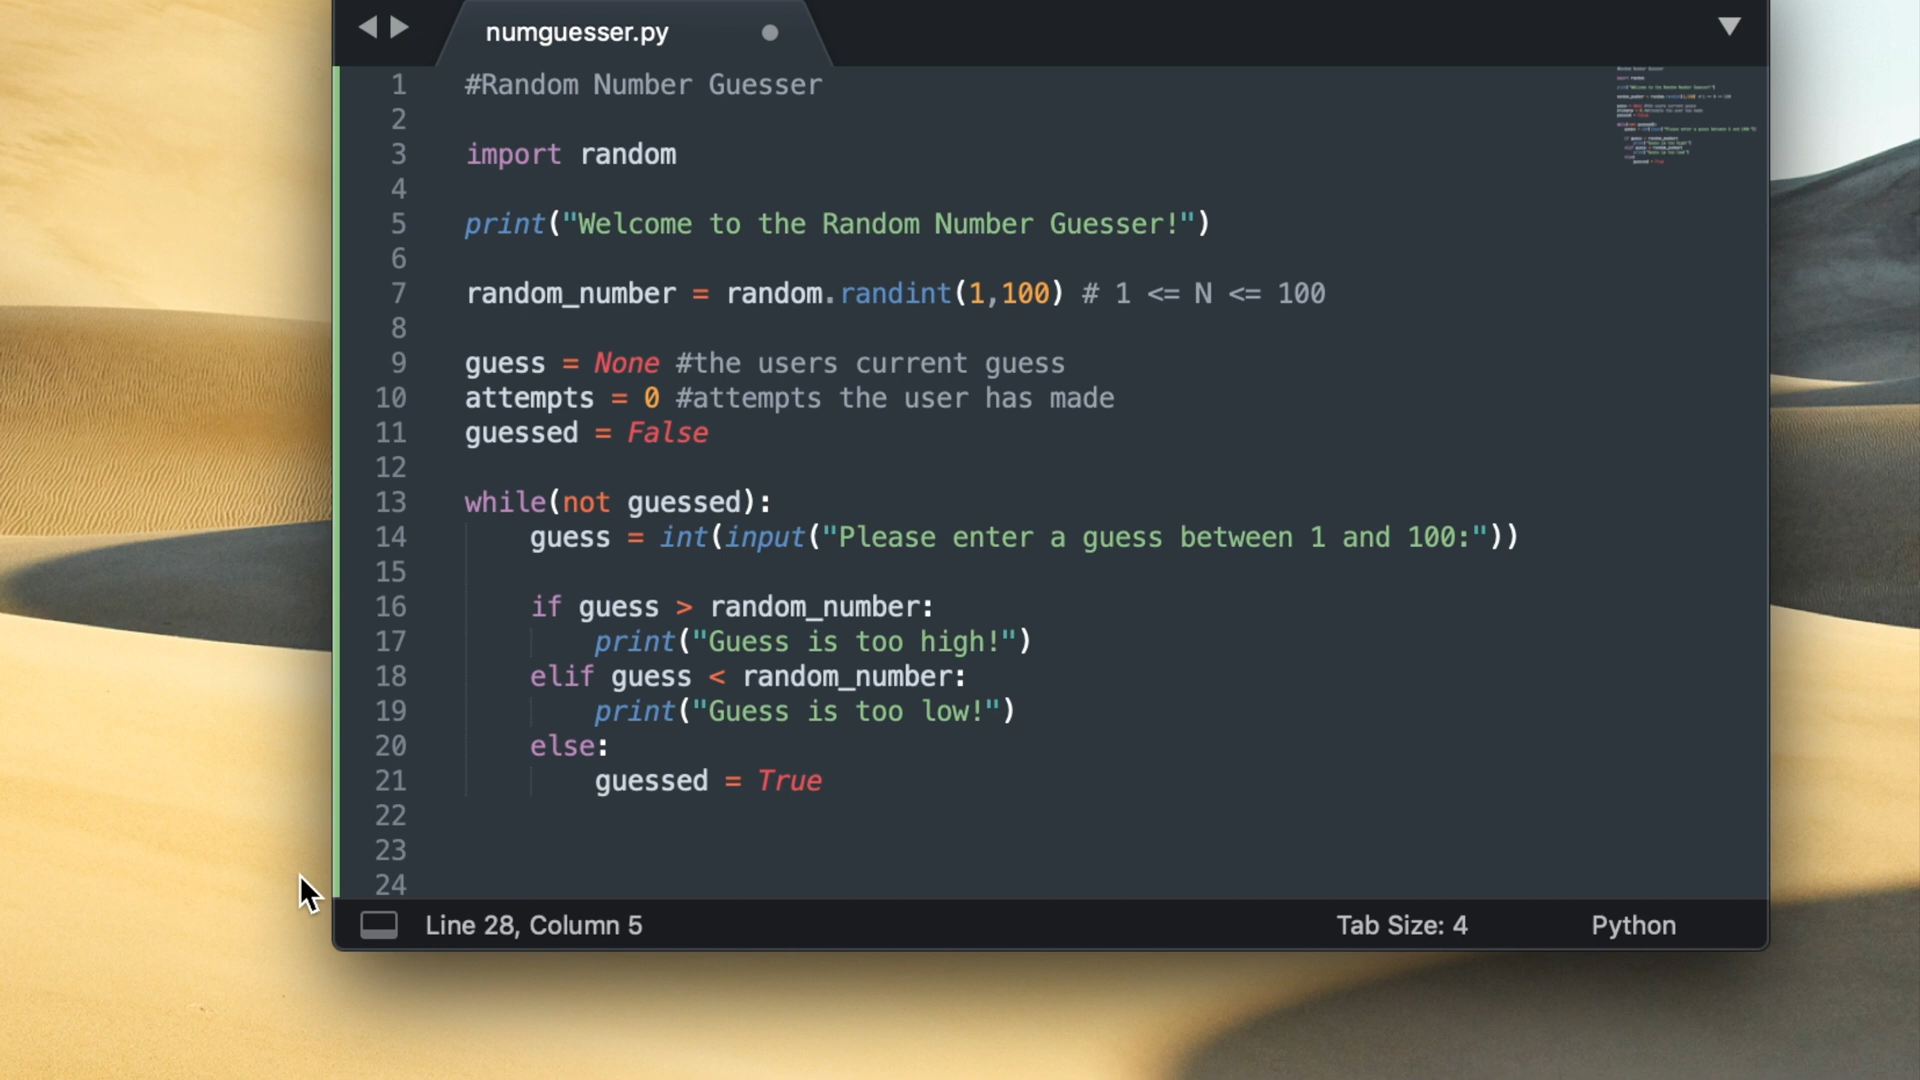 numguesser.py
1 #Random Number Guesser
2
3 import random
4
5 print("Welcome to the Random Number Guesser!")
6
7 random_number = random.randint(1,100) # 1 <= N <= 100
8
9 guess = None #the users current guess
10 attempts = 0 #attempts the user has made
11 guessed = False
12
13 while(not guessed):
14     guess = int(input("Please enter a guess between 1 and 100:"))
15
16     if guess > random_number:
17         print("Guess is too high!")
18     elif guess < random_number:
19         print("Guess is too low!")
20     else:
21         guessed = True
22
23
24
Line 28, Column 5 Tab Size: 4 Python